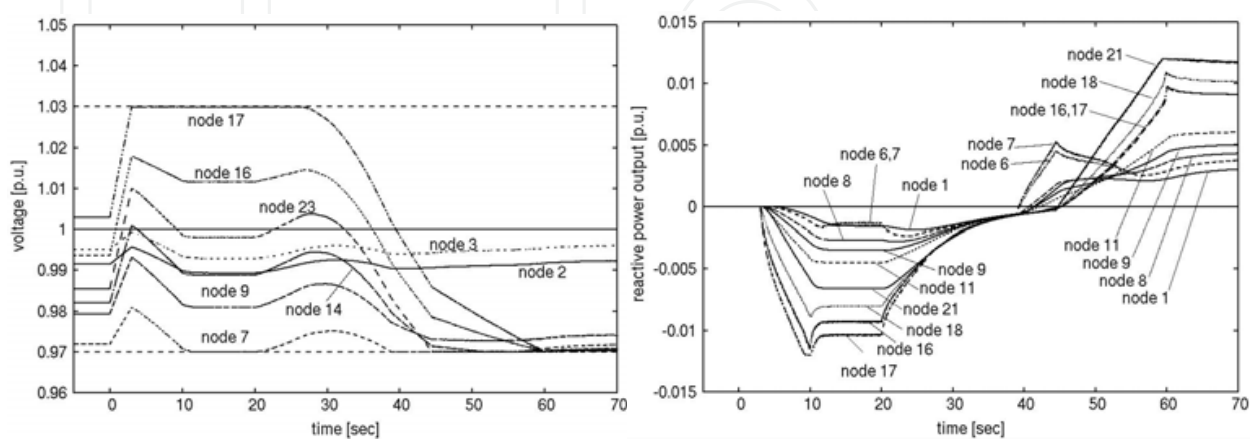 1.05
1.04
1.03
1.02
1.01
1
0.99
0.98
0.97
0.96
voltage [p.u.]
node 17
node 16
node 23
node 3
node 2
node 9
node 14
node 7
0 10 20 30 40 50 60 70
time [sec]
0.015
0.01
0.005
0
-0.005
-0.01
-0.015
reactive power output [p.u.]
node 21
node 18
node 16,17
node 7
node 6
node 6,7
node 8
node 1
node 9
node 11
node 21
node 18
node 16
node 17
node 11
node 9
node 8
node 1
0 10 20 30 40 50 60 70
time [sec]